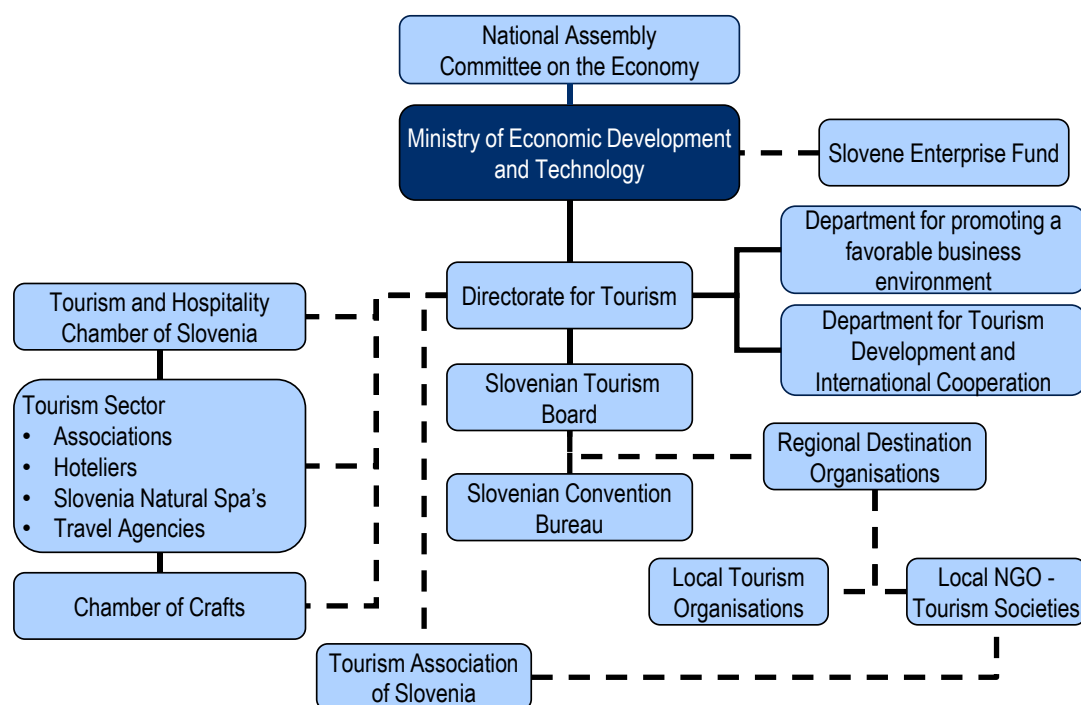 National Assembly
Committee on the Economy
Ministry of Economic Development
and Technology
Slovene Enterprise Fund
Department for promoting a
favorable business
environment
Directorate for Tourism
Tourism and Hospitality
Chamber of Slovenia
Department for Tourism
Development and
International Cooperation
Slovenian Tourism
Board
Tourism Sector
• Associations
• Hoteliers
• Slovenia Natural Spa’s
• Travel Agencies
Regional Destination
Organisations
Slovenian Convention
Bureau
Chamber of Crafts
Local Tourism
Organisations
Local NGO -
Tourism Societies
Tourism Association
of Slovenia